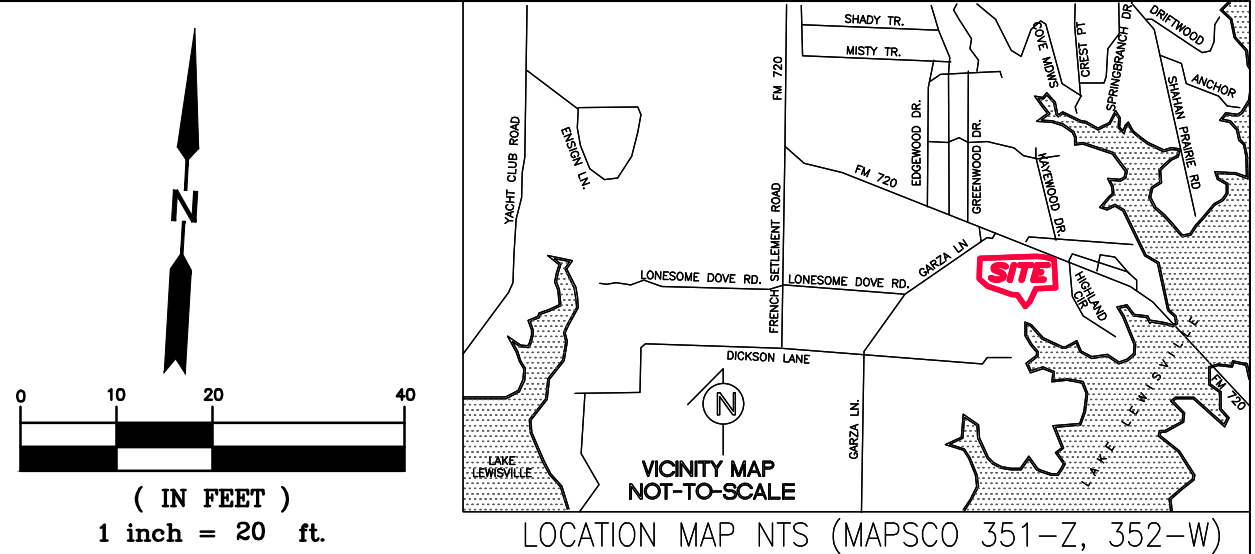 N
0 10 20 40
( IN FEET )
1 inch = 20 ft.
SHADY TR.
MISTY TR.
FM 720
YACHT CLUB ROAD
ENSIGN LN.
FM 720
EDGEWOOD DR.
GREENWOOD DR.
COVE MDWS
CREST PT
SPRINGBRANCH DR.
DRIFTWOOD
ANCHOR
SHAHAN PRAIRIE RD
KAYEWOOD DR.
FRENCH SETLEMENT ROAD
LONESOME DOVE RD.
LONESOME DOVE RD.
GARZA LN
SITE
HIGHLAND
CIR
DICKSON LANE
N
GARZA LN.
LAKE LEWISVILLE
FM 720
LAKE
LEWISVILLE
VICINITY MAP
NOT-TO-SCALE
LOCATION MAP NTS (MAPSCO 351-Z, 352-W)